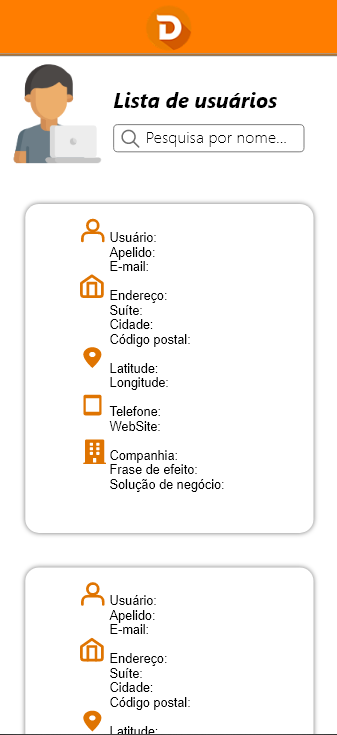 D
Lista de usuários
Pesquisa por nome...
Usuário:
Apelido:
E-mail:
Endereço:
Suíte:
Cidade:
Código postal:
Latitude:
Longitude:
Telefone:
WebSite:
Companhia:
Frase de efeito:
Solução de negócio:
Usuário:
Apelido:
E-mail:
Endereço:
Suíte:
Cidade:
Código postal:
Latitude: